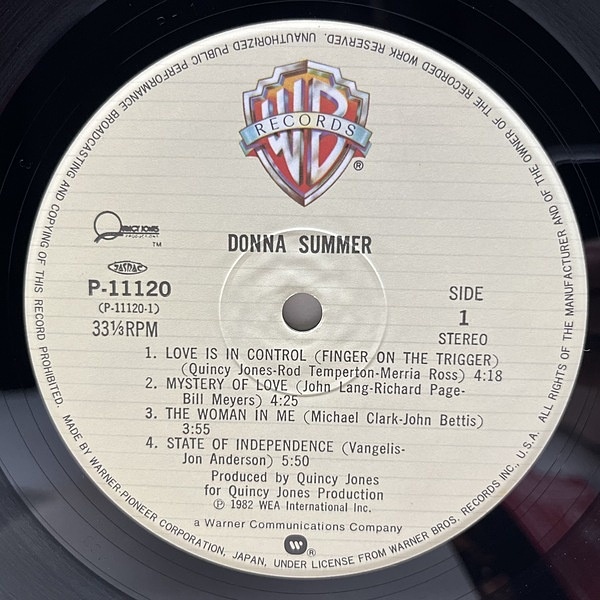 WB
RECORDS
®
QUINCY JONES
PRODUCTIONS
TM
DONNA SUMMER
JASRAC
P-11120
(P-11120-1)
33⅓RPM
SIDE
1
STEREO
1. LOVE IS IN CONTROL (FINGER ON THE TRIGGER)
(Quincy Jones-Rod Temperton-Merria Ross) 4:18
2. MYSTERY OF LOVE (John Lang-Richard Page-
Bill Meyers) 4:25
3. THE WOMAN IN ME (Michael Clark-John Bettis)
3:55
4. STATE OF INDEPENDENCE (Vangelis-
Jon Anderson) 5:50
Produced by Quincy Jones
for Quincy Jones Production
℗ 1982 WEA International Inc.
a Warner Communications Company
®
MADE BY WARNER-PIONEER CORPORATION, JAPAN, UNDER LICENSE FROM WARNER BROS. RECORDS INC., U.S.A. ALL RIGHTS OF THE MANUFACTURER AND OF THE OWNER OF THE RECORDED WORK RESERVED. UNAUTHORIZED PUBLIC PERFORMANCE BROADCASTING AND COPYING OF THIS RECORD PROHIBITED.